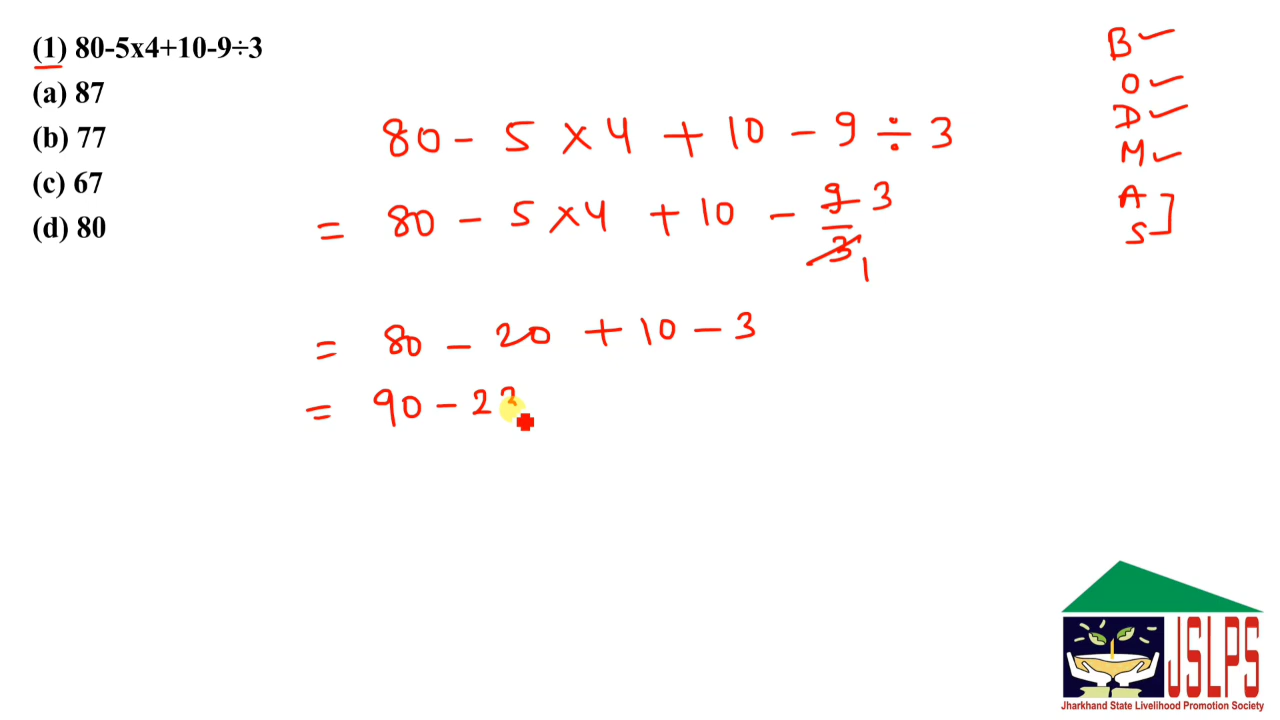 (1) 80-5x4+10-9÷3
(a) 87
(b) 77
(c) 67
(d) 80
80 - 5 × 4 + 10 - 9 ÷ 3
= 80 - 5 × 4 + 10 - 9/3 3 1
= 80 - 20 + 10 - 3
= 90 - 23
B
O
D
M
A
S
JSLPS
Jharkhand State Livelihood Promotion Society